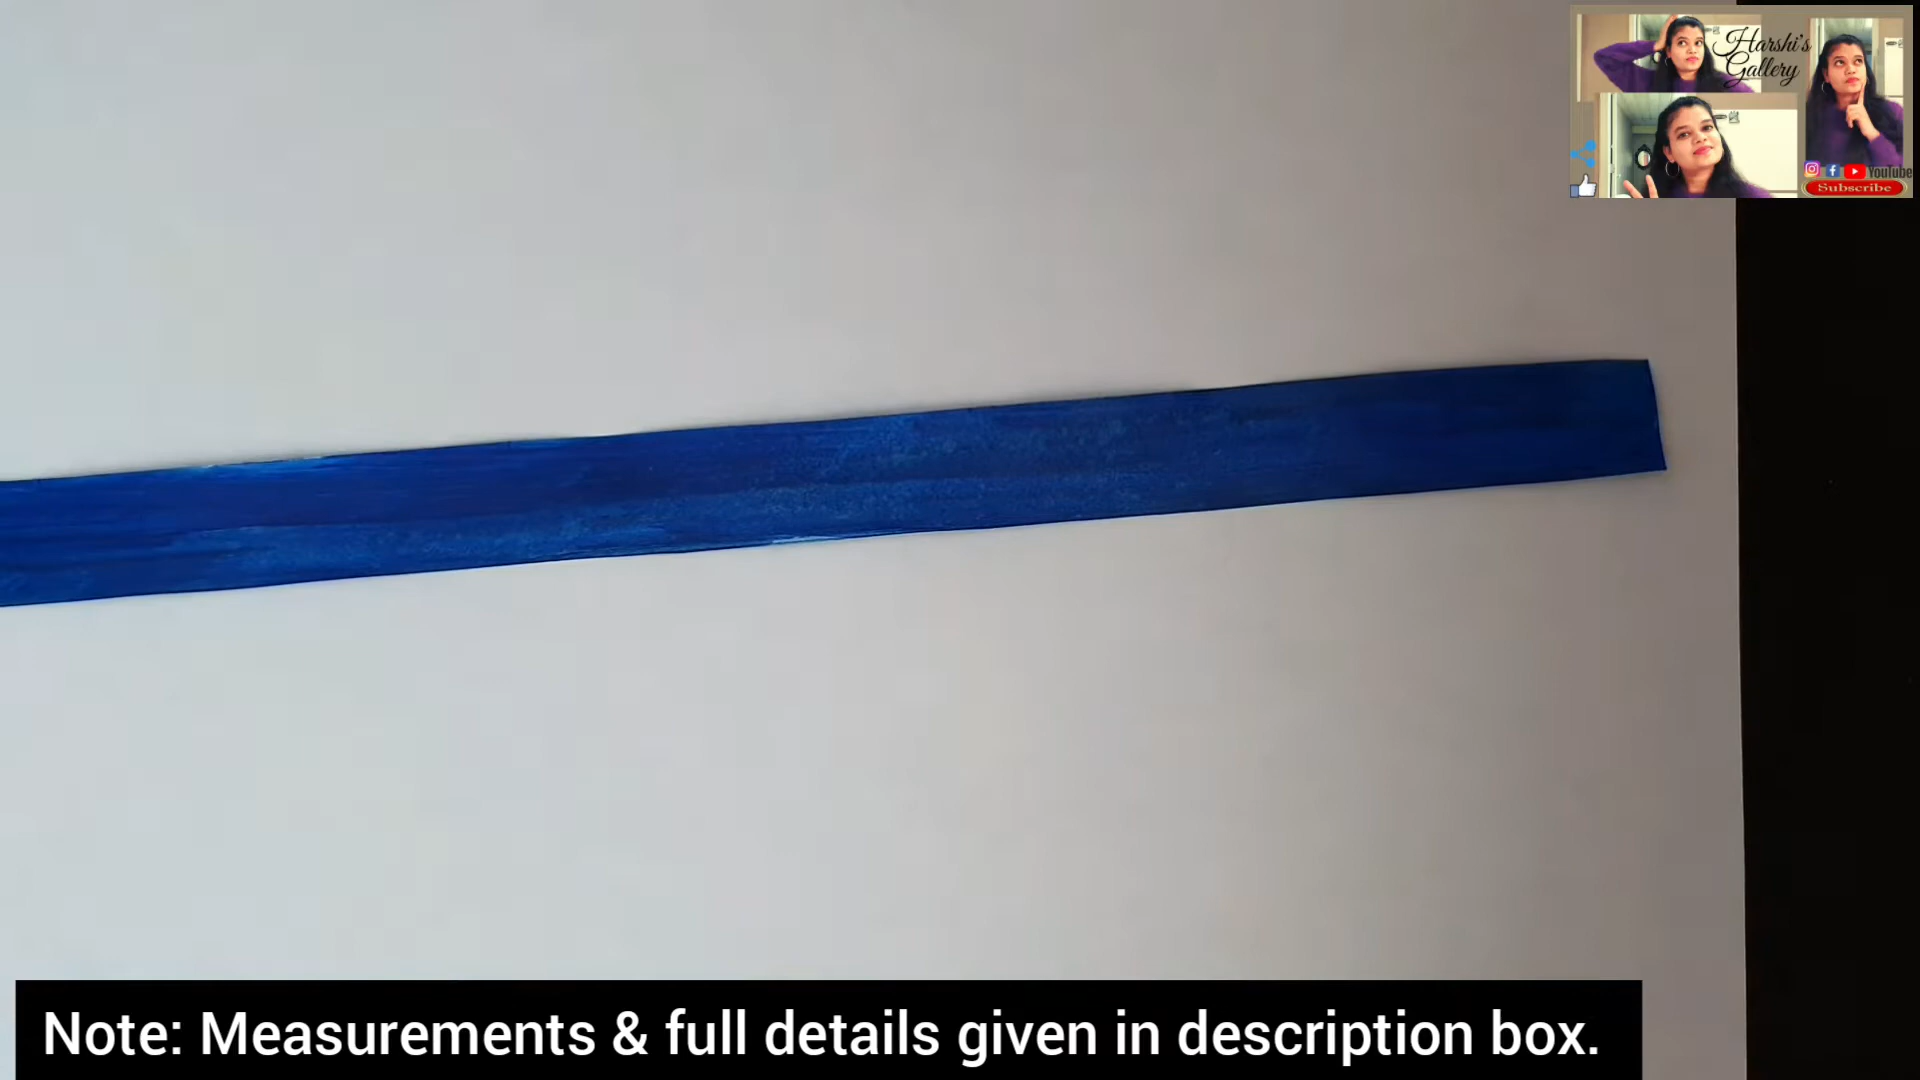 Harshi's
Gallery
YouTube
Subscribe
Note: Measurements & full details given in description box.